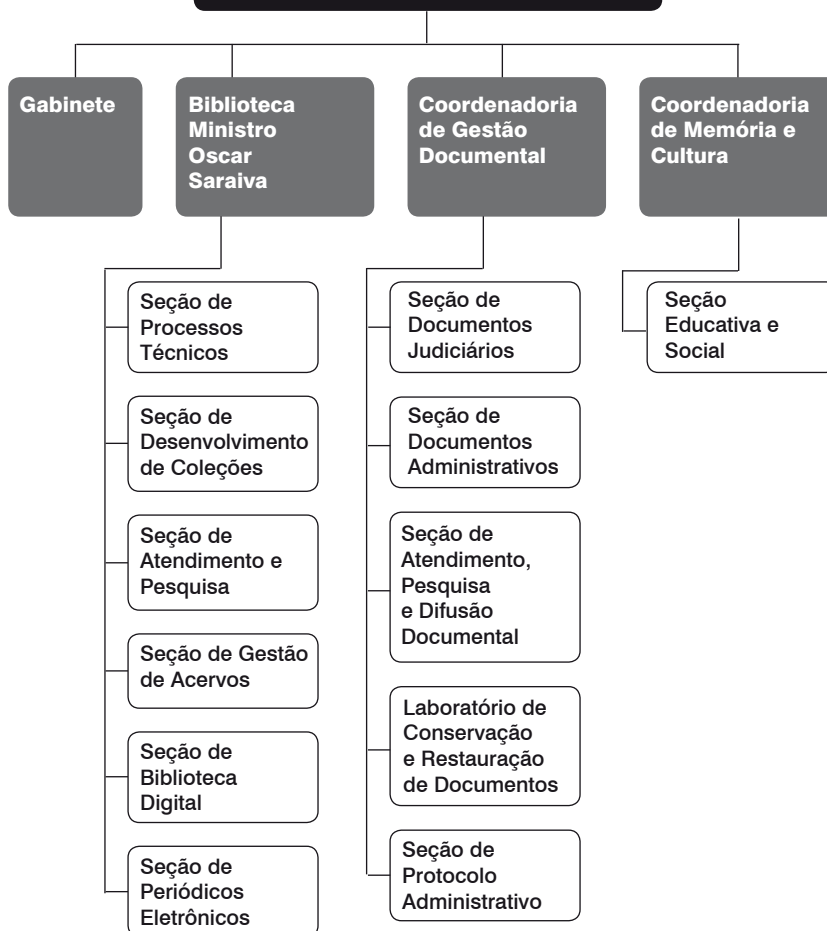 Gabinete
Biblioteca
Ministro
Oscar
Saraiva
Coordenadoria
de Gestão
Documental
Coordenadoria
de Memória e
Cultura
Seção de
Processos
Técnicos
Seção de
Desenvolvimento
de Coleções
Seção de
Atendimento e
Pesquisa
Seção de Gestão
de Acervos
Seção de
Biblioteca
Digital
Seção de
Periódicos
Eletrônicos
Seção de
Documentos
Judiciários
Seção de
Documentos
Administrativos
Seção de
Atendimento,
Pesquisa
e Difusão
Documental
Laboratório de
Conservação
e Restauração
de Documentos
Seção de
Protocolo
Administrativo
Seção
Educativa e
Social